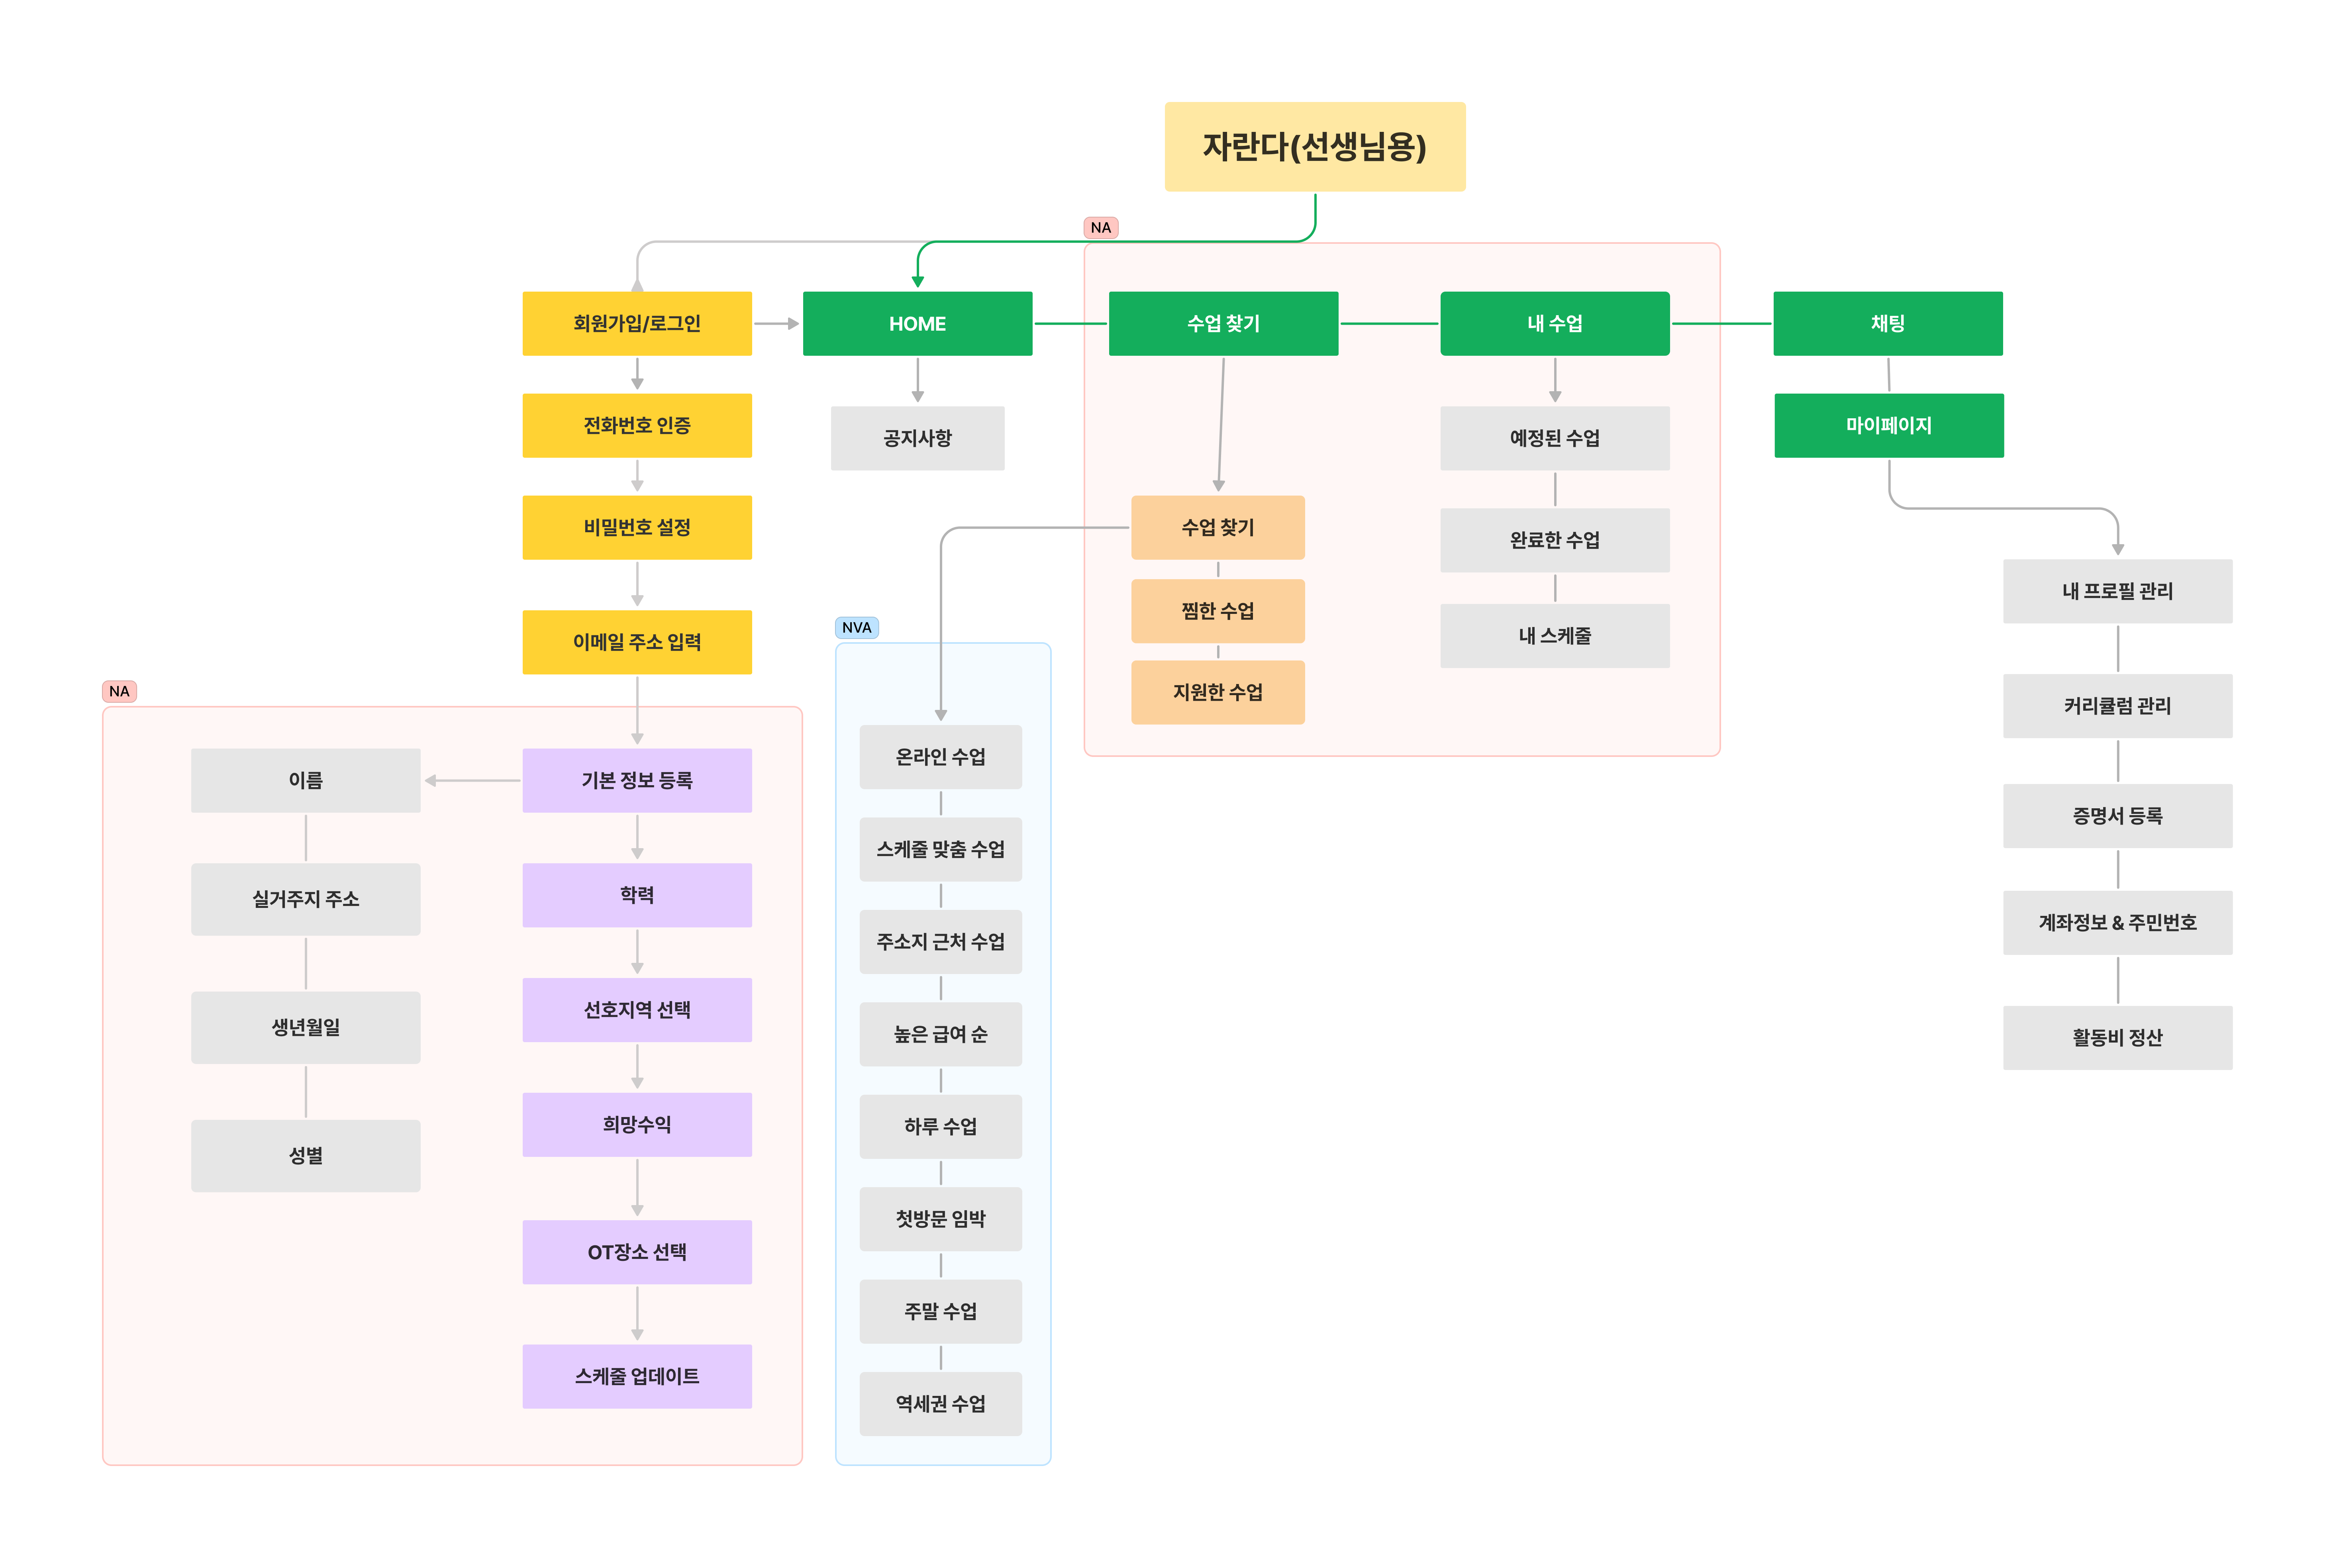 자란다(선생님용)
NA
회원가입/로그인
HOME
수업 찾기
내 수업
채팅
전화번호 인증
공지사항
예정된 수업
마이페이지
비밀번호 설정
수업 찾기
완료한 수업
내 프로필 관리
이메일 주소 입력
NVA
찜한 수업
내 스케줄
지원한 수업
커리큘럼 관리
NA
이름
기본 정보 등록
온라인 수업
증명서 등록
실거주지 주소
학력
스케줄 맞춤 수업
주소지 근처 수업
계좌정보 & 주민번호
생년월일
선호지역 선택
높은 급여 순
활동비 정산
성별
희망수익
하루 수업
OT장소 선택
첫방문 임박
주말 수업
스케줄 업데이트
역세권 수업